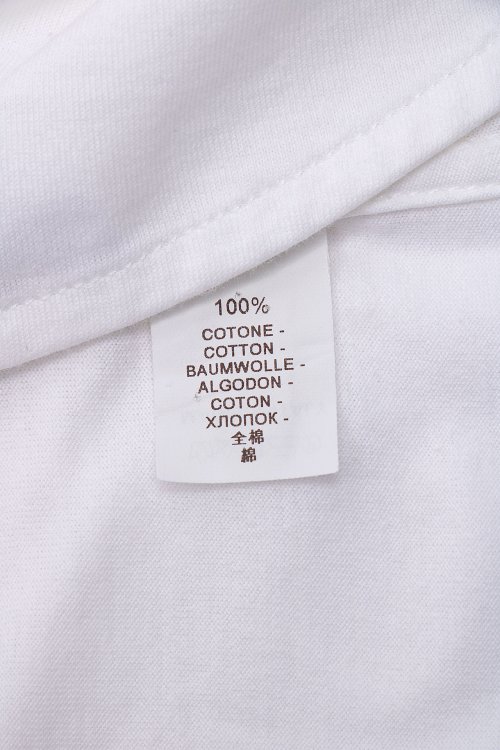 100%
COTONE -
COTTON -
BAUMWOLLE -
ALGODON -
COTON -
ХЛОПОК -
全棉
綿